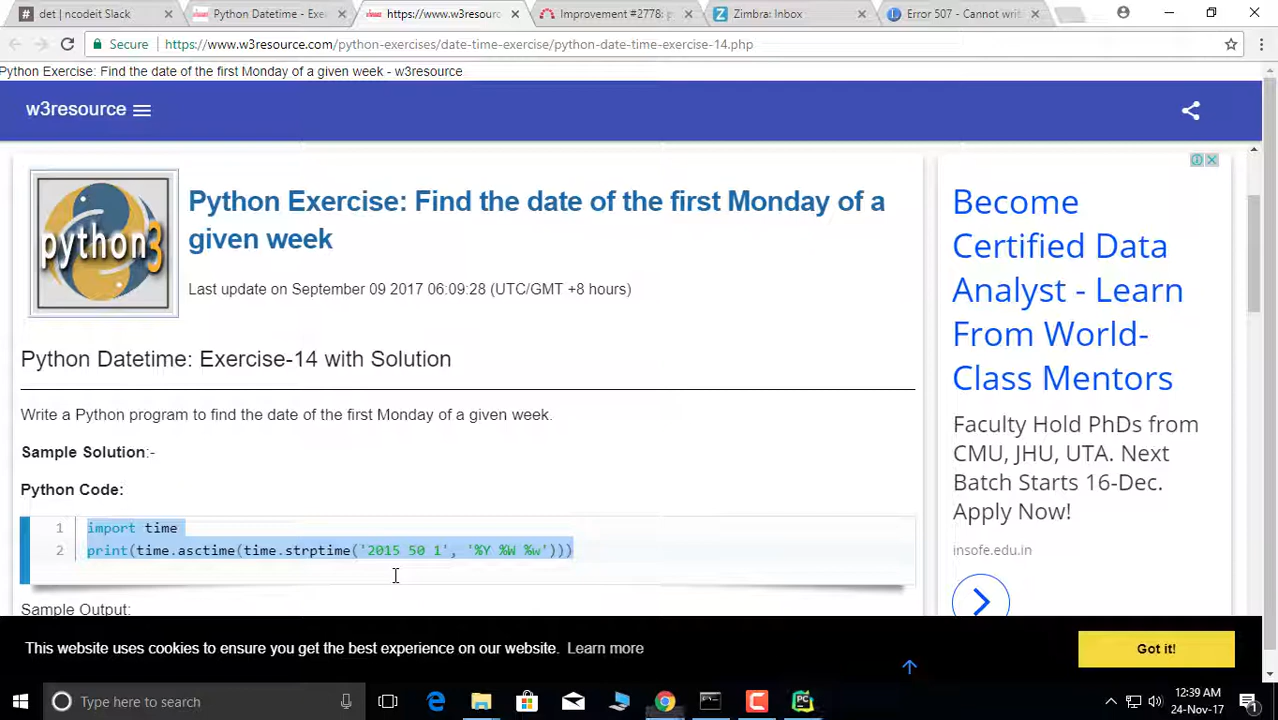 det | ncodeit Slack
Python Datetime - Exe
https://www.w3resourc
Improvement #2778: p
Zimbra: Inbox
Error 507 - Cannot writ
Secure
https://www.w3resource.com/python-exercises/date-time-exercise/python-date-time-exercise-14.php
Python Exercise: Find the date of the first Monday of a given week - w3resource
w3resource
python3
Python Exercise: Find the date of the first Monday of a
given week
Last update on September 09 2017 06:09:28 (UTC/GMT +8 hours)
Python Datetime: Exercise-14 with Solution
Write a Python program to find the date of the first Monday of a given week.
Sample Solution:-
Python Code:
1 import time
2 print(time.asctime(time.strptime('2015 50 1', '%Y %W %w')))
Sample Output:
Become
Certified Data
Analyst - Learn
From World-
Class Mentors
Faculty Hold PhDs from
CMU, JHU, UTA. Next
Batch Starts 16-Dec.
Apply Now!
insofe.edu.in
This website uses cookies to ensure you get the best experience on our website. Learn more
Got it!
Type here to search
PC
12:39 AM
24-Nov-17
1